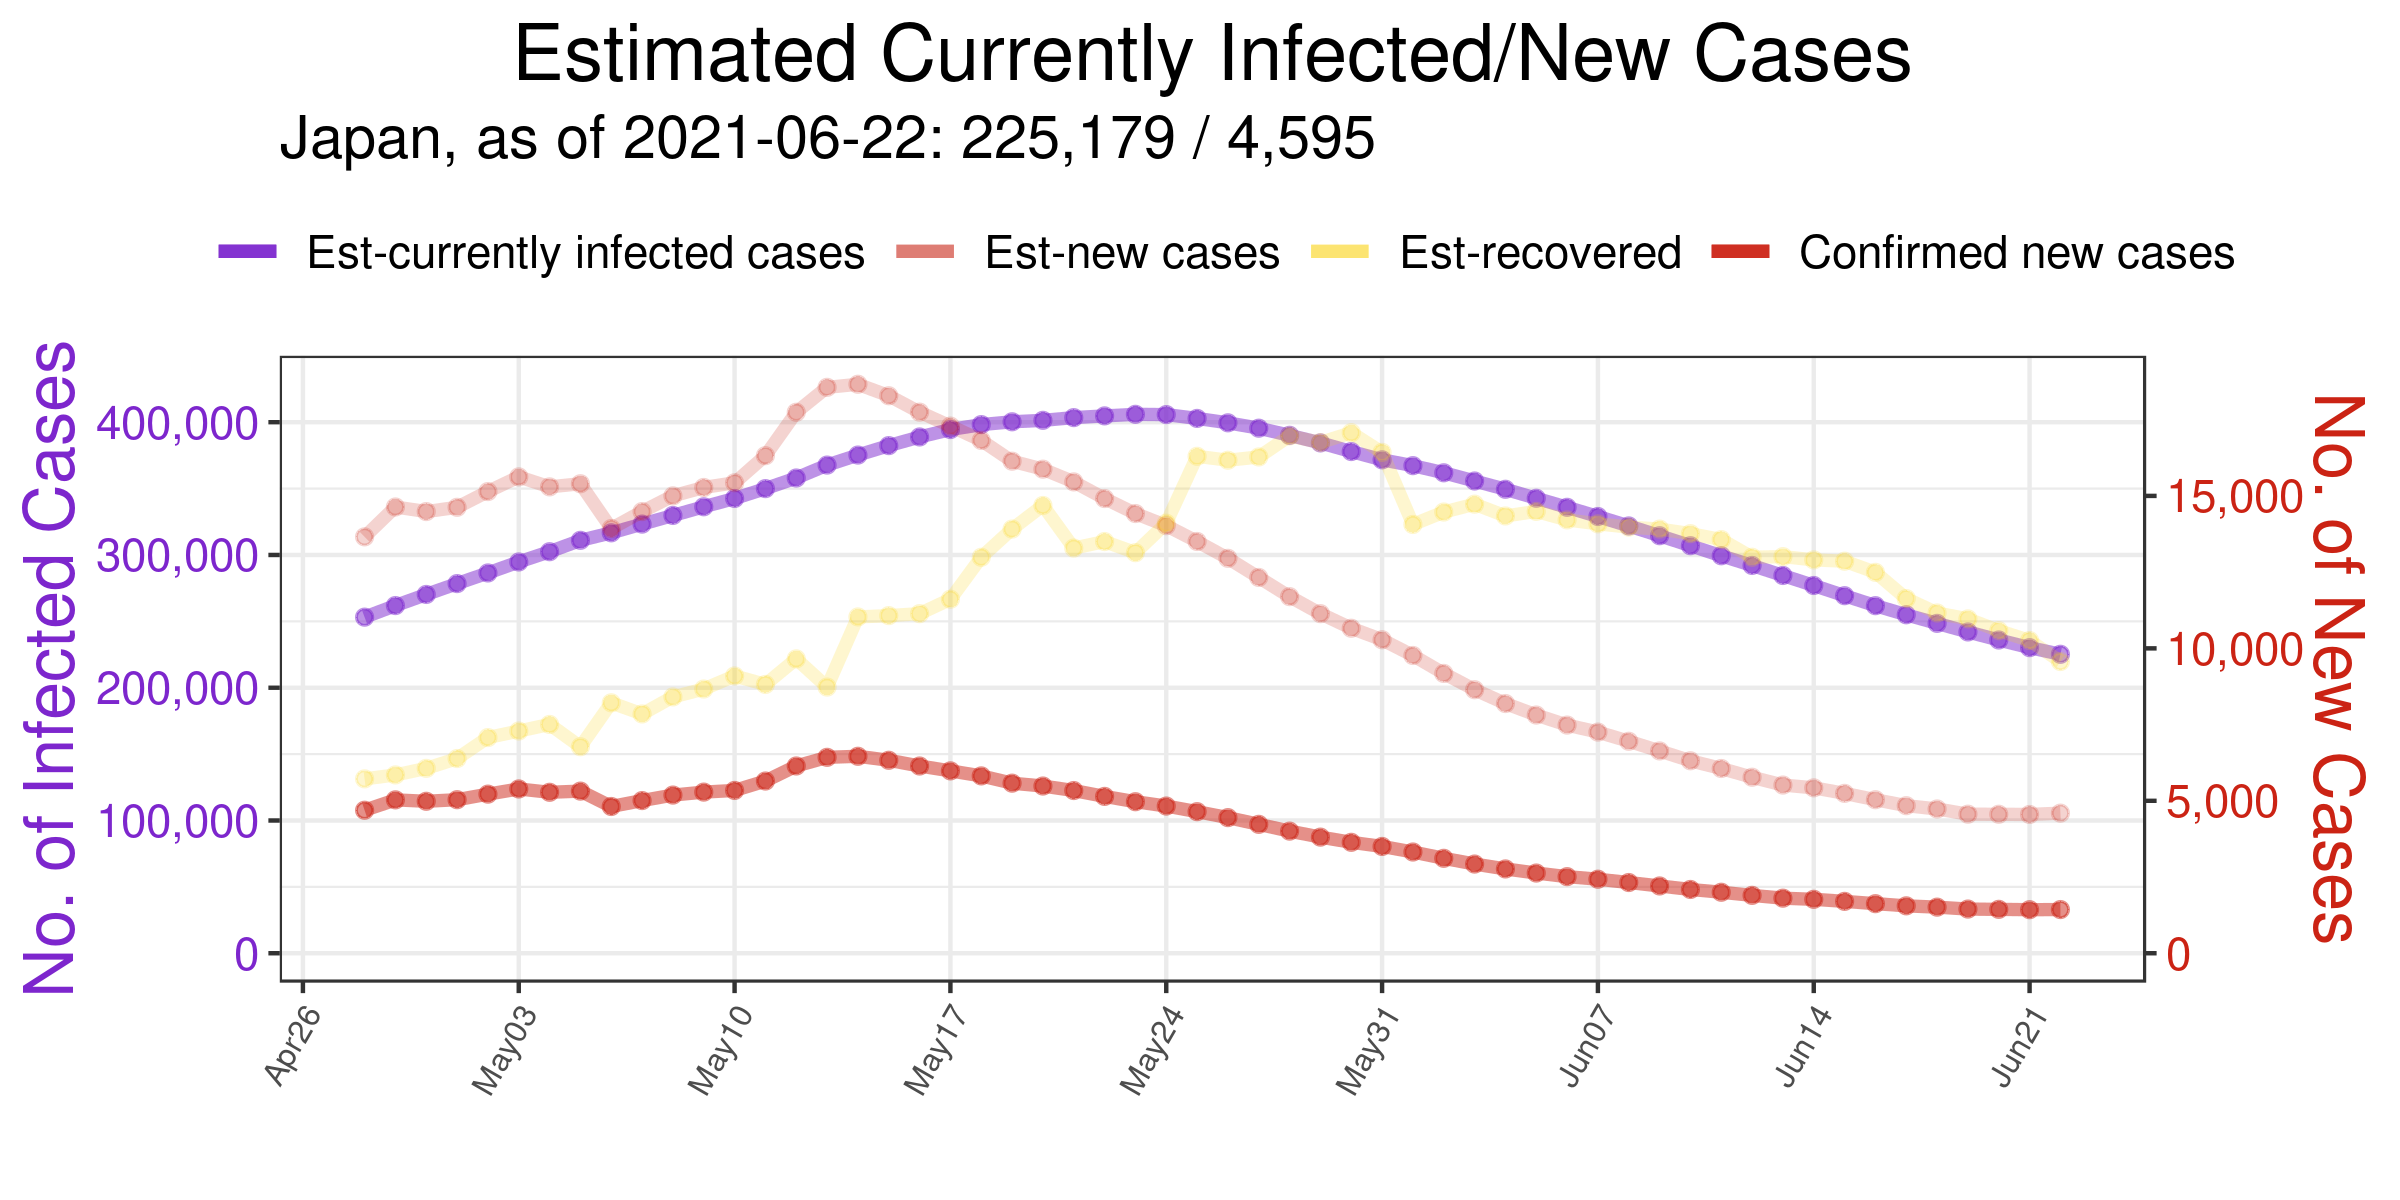 Estimated Currently Infected/New Cases
Japan, as of 2021-06-22: 225,179 / 4,595
Est-currently infected cases Est-new cases Est-recovered Confirmed new cases
No. of Infected Cases
400,000
300,000
200,000
100,000
0
15,000
10,000
5,000
0
No. of New Cases
Apr26 May03 May10 May17 May24 May31 Jun07 Jun14 Jun21